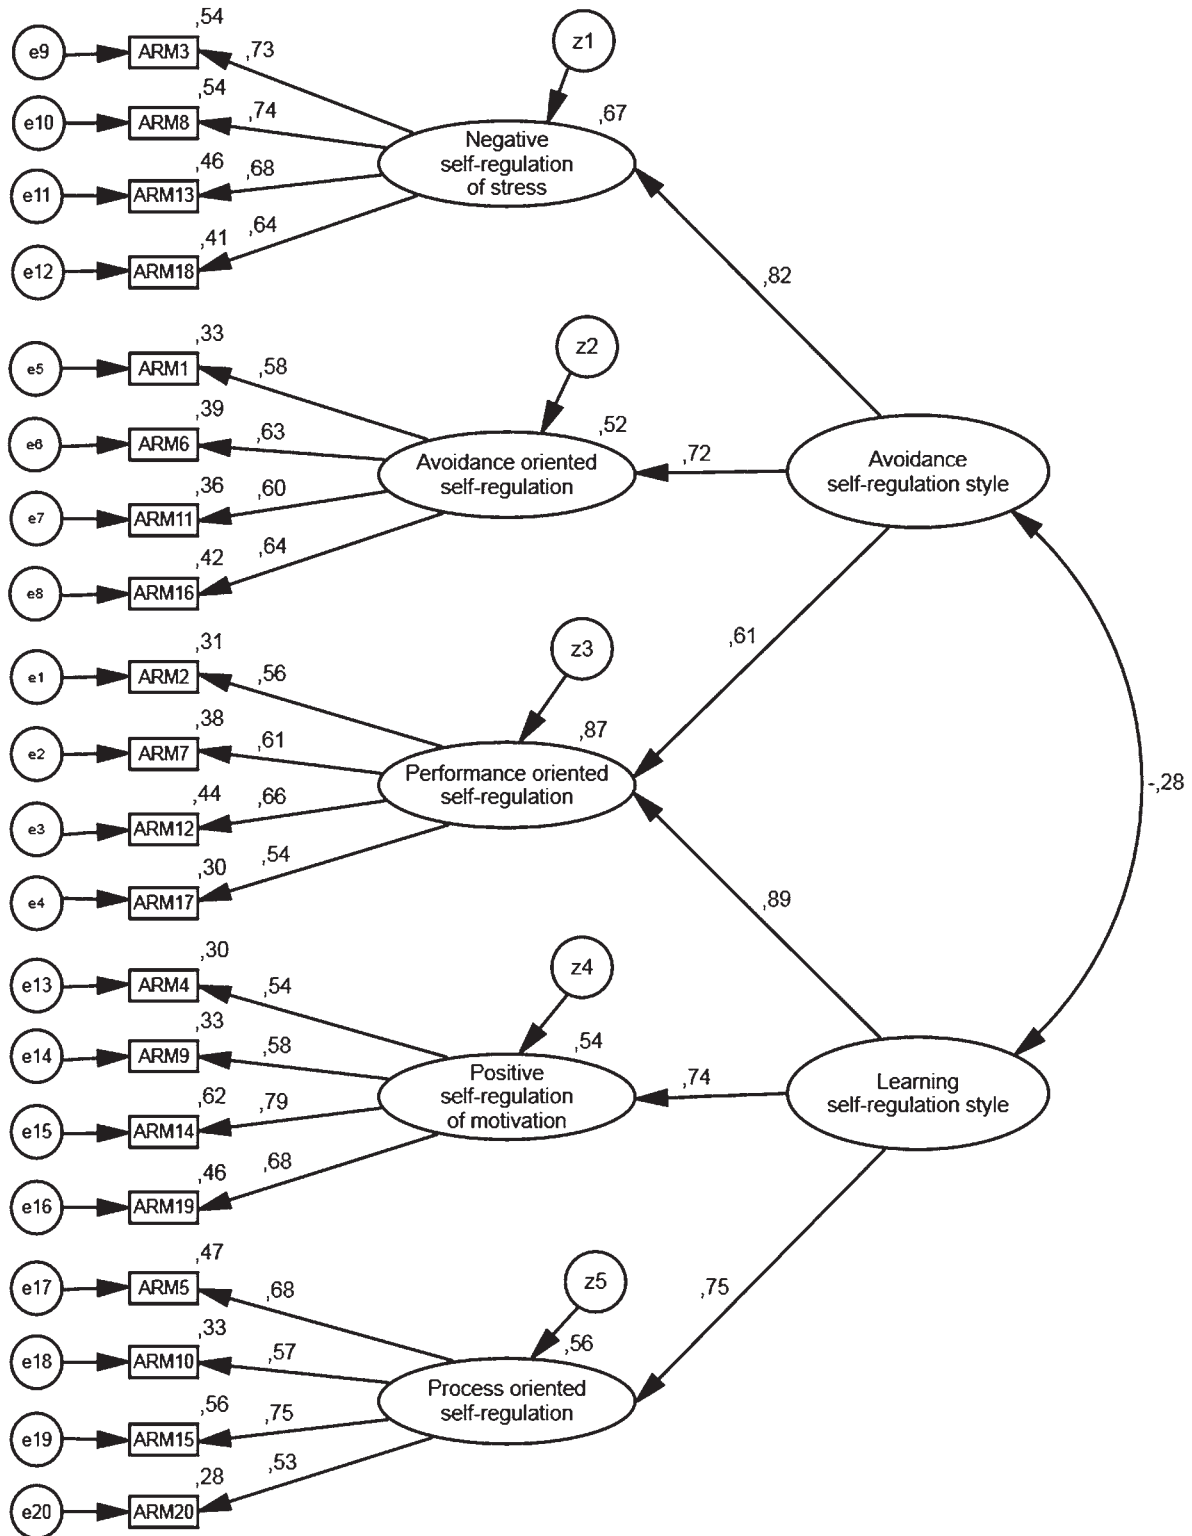 ,54
e9
ARM3
,73
z1
,54
e10
ARM8
,74
,67
Negative
self-regulation
of stress
,46
e11
ARM13
,68
,41
e12
ARM18
,64
,82
,33
e5
ARM1
,58
z2
,39
e6
ARM6
,63
,52
Avoidance oriented
self-regulation
,72
Avoidance
self-regulation style
,36
e7
ARM11
,60
,42
e8
ARM16
,64
,31
e1
ARM2
,56
z3
,61
,38
e2
ARM7
,61
,87
Performance oriented
self-regulation
-,28
,44
e3
ARM12
,66
,30
e4
ARM17
,54
,89
,30
e13
ARM4
,54
z4
,33
e14
ARM9
,58
,54
Positive
self-regulation
of motivation
,74
Learning
self-regulation style
,62
e15
ARM14
,79
,46
e16
ARM19
,68
,47
e17
ARM5
,68
z5
,75
,33
e18
ARM10
,57
,56
Process oriented
self-regulation
,56
e19
ARM15
,75
,28
e20
ARM20
,53